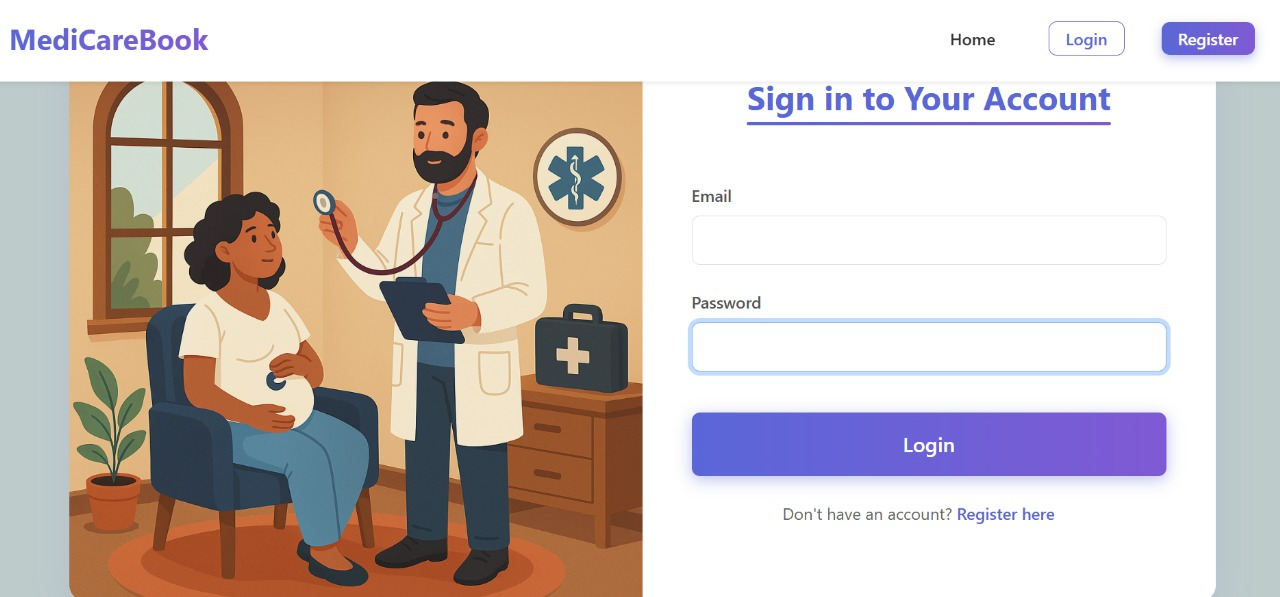 MediCareBook
Home
Login
Register
Sign in to Your Account
Email
Password
Login
Don't have an account? Register here